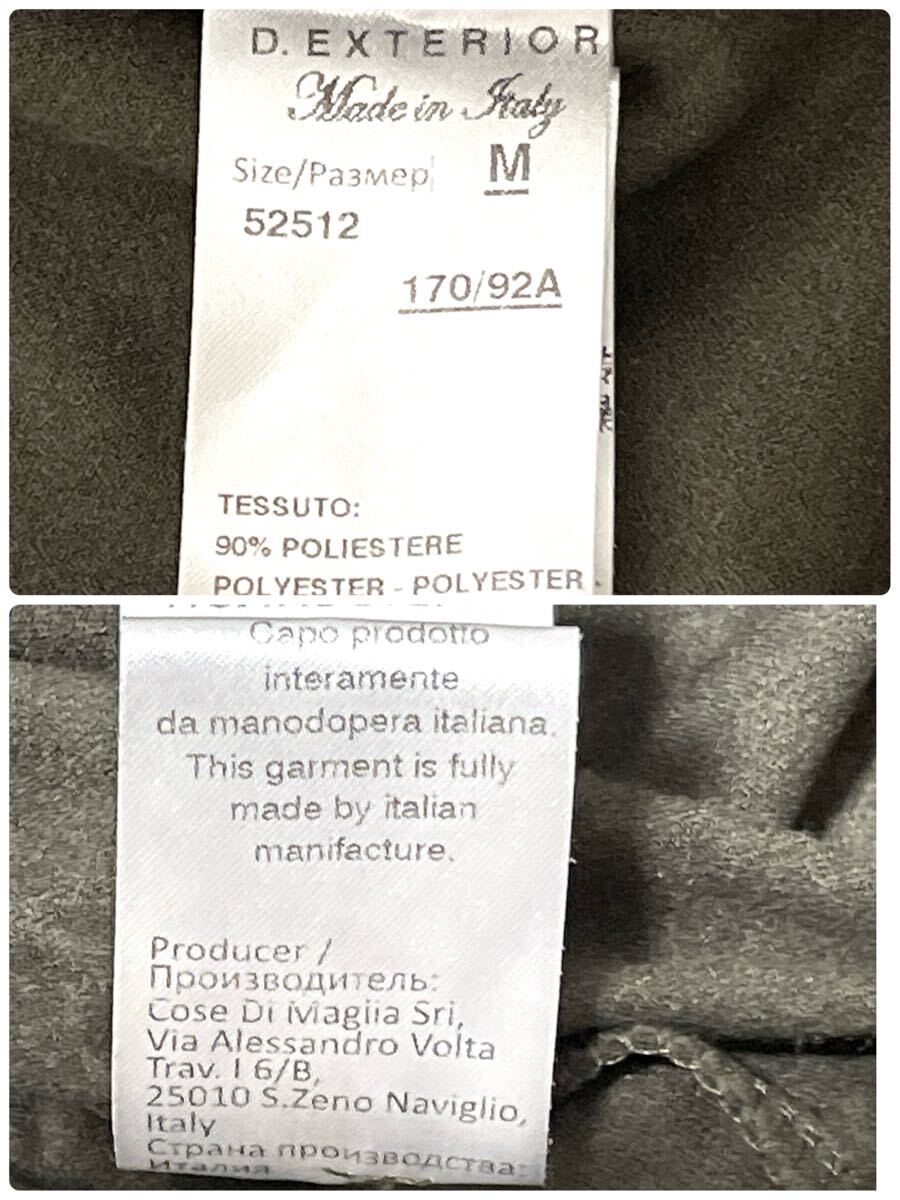 D. EXTERIOR
Made in Italy
Size/Размер M
52512
170/92A
TESSUTO:
90% POLIESTERE
POLYESTER - POLYESTER -
Capo prodotto
interamente
da manodopera italiana.
This garment is fully
made by italian
manifacture.
Producer /
Производитель:
Cose Di Maglia Srl,
Via Alessandro Volta
Trav. I 6/B,
25010 S.Zeno Naviglio,
Italy
Страна производства:
Италия